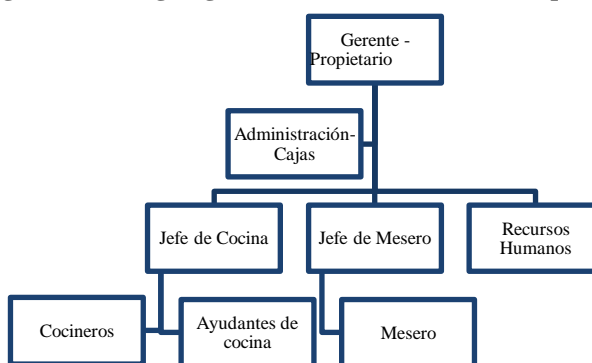 Gerente -
Propietario
Administración-
Cajas
Jefe de Cocina
Jefe de Mesero
Recursos
Humanos
Cocineros
Ayudantes de
cocina
Mesero